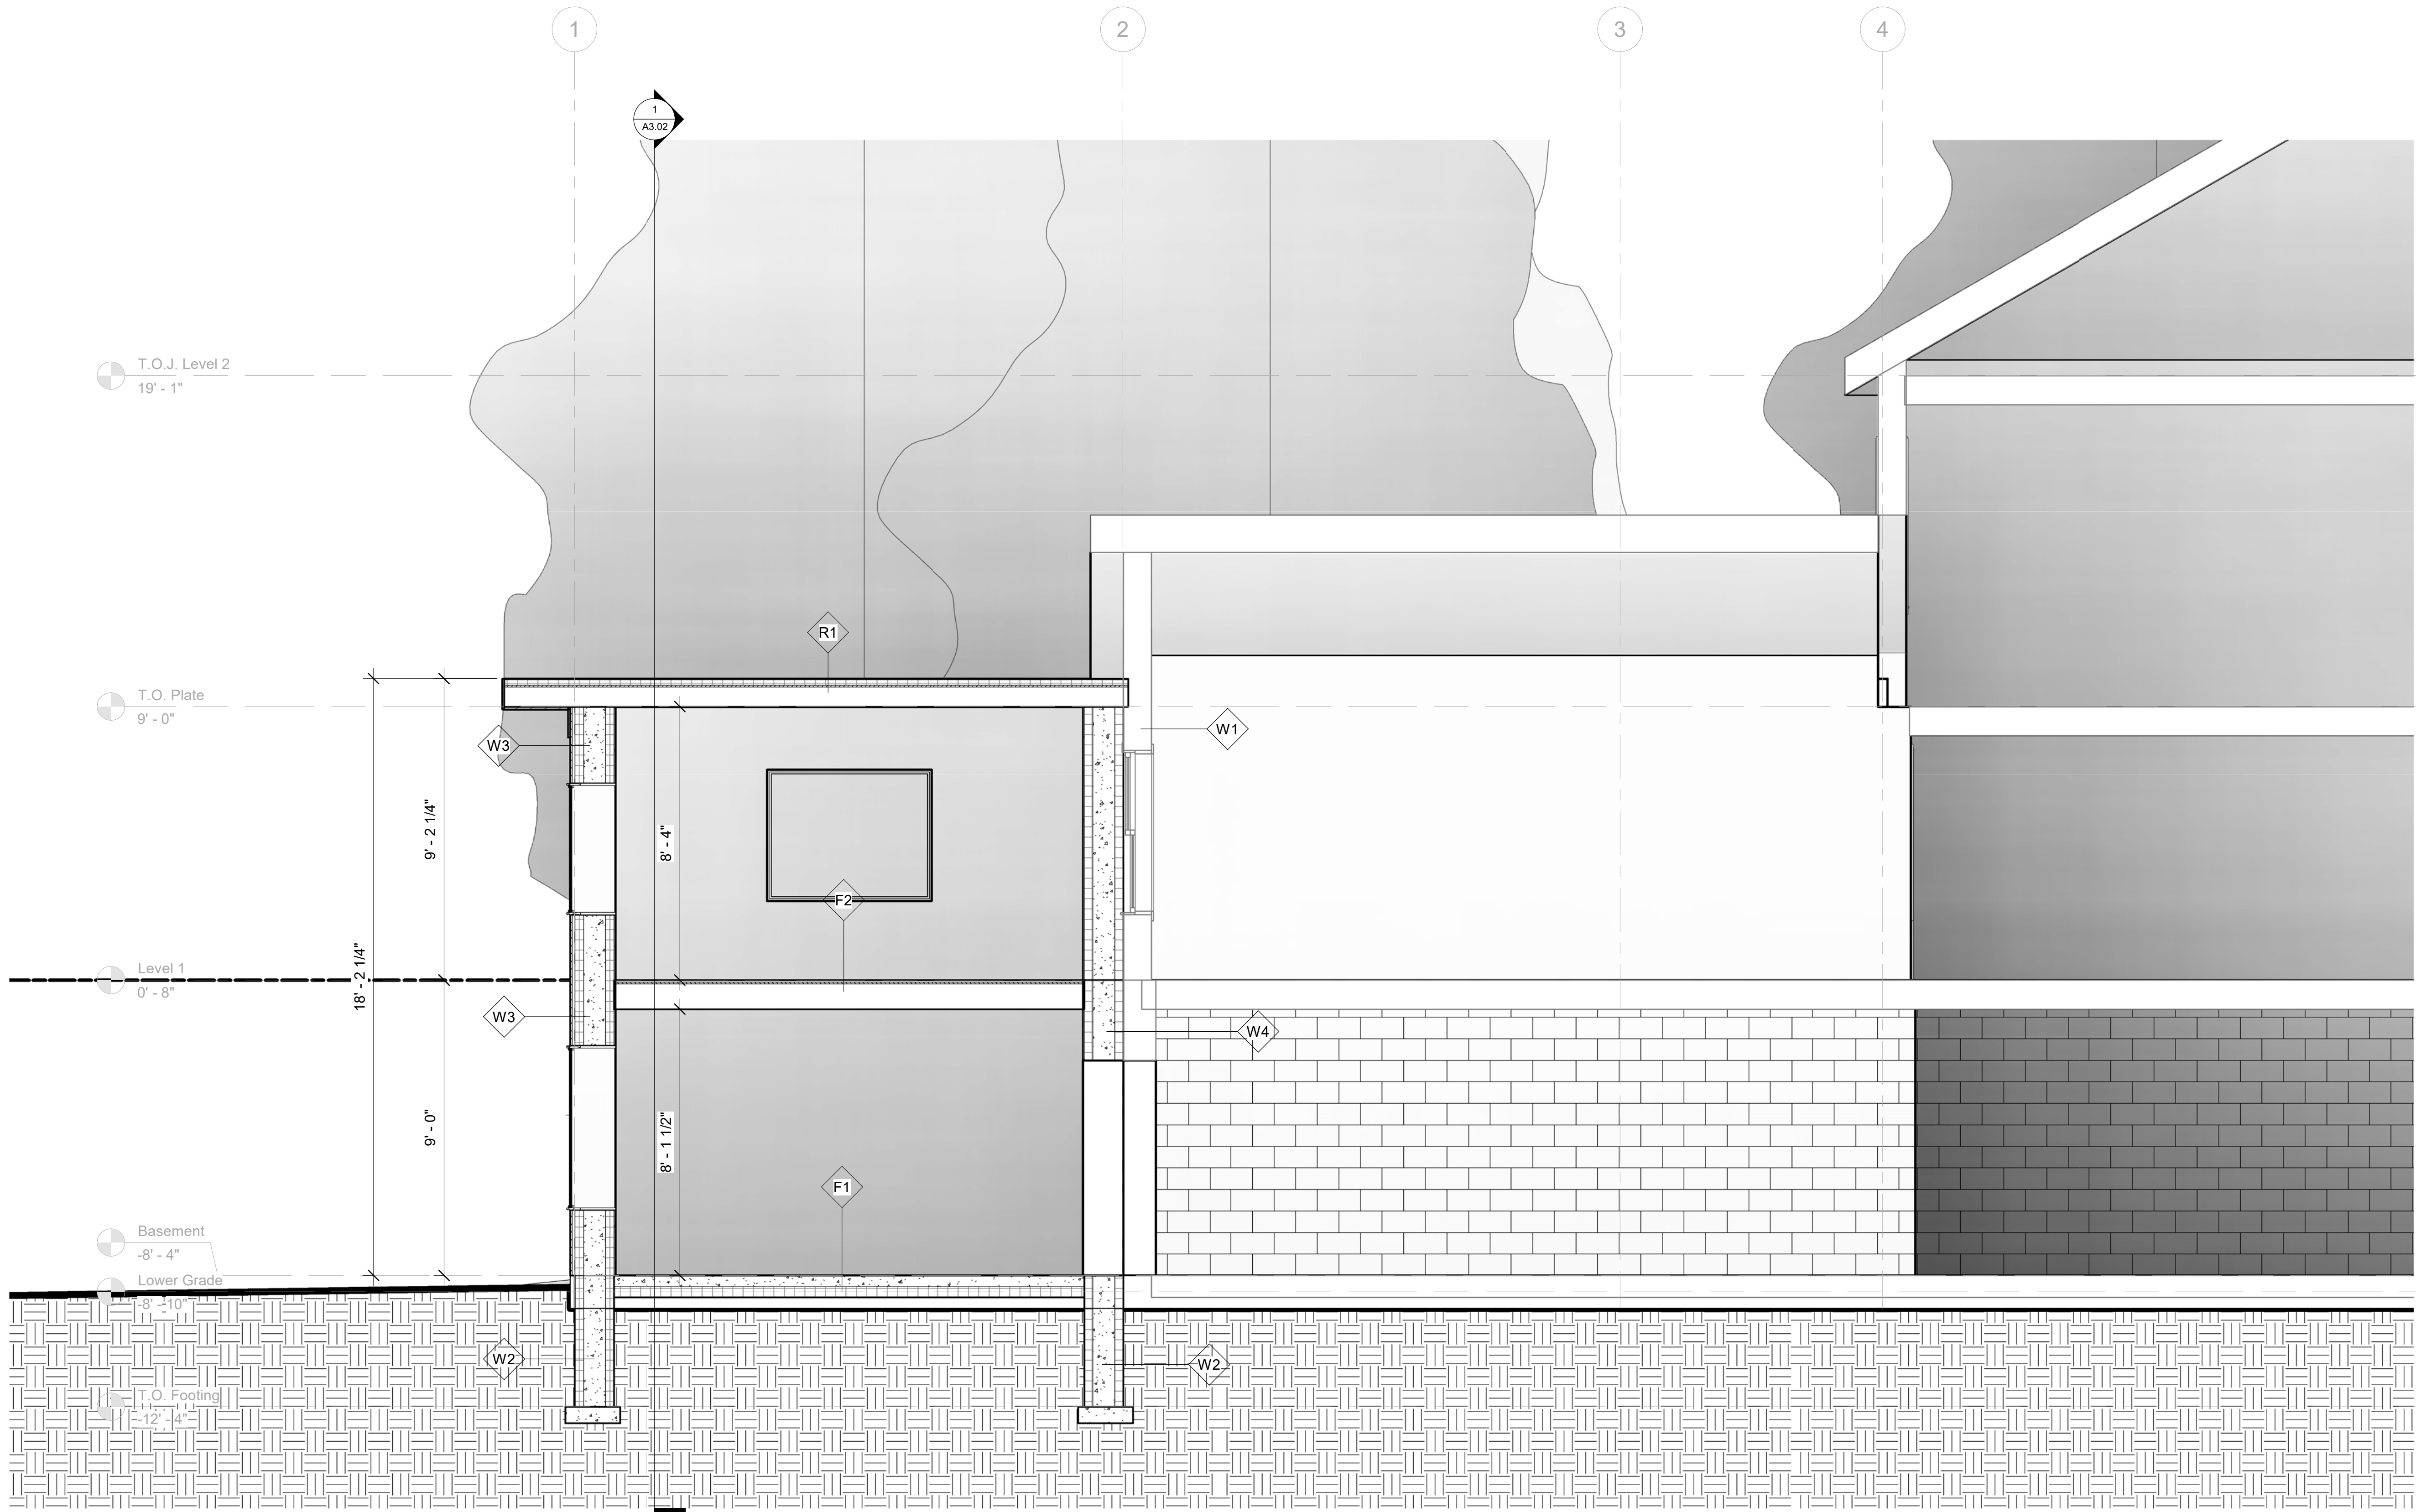 1
2
3
4
1
A3.02
T.O.J. Level 2
19' - 1"
R1
T.O. Plate
9' - 0"
W3
W1
9' - 2 1/4"
8' - 4"
F2
18' - 2 1/4"
Level 1
0' - 8"
W3
W4
9' - 0"
8' - 1 1/2"
F1
Basement
-8' - 4"
Lower Grade
-8' - 10"
W2
W2
T.O. Footing
-12' - 4"